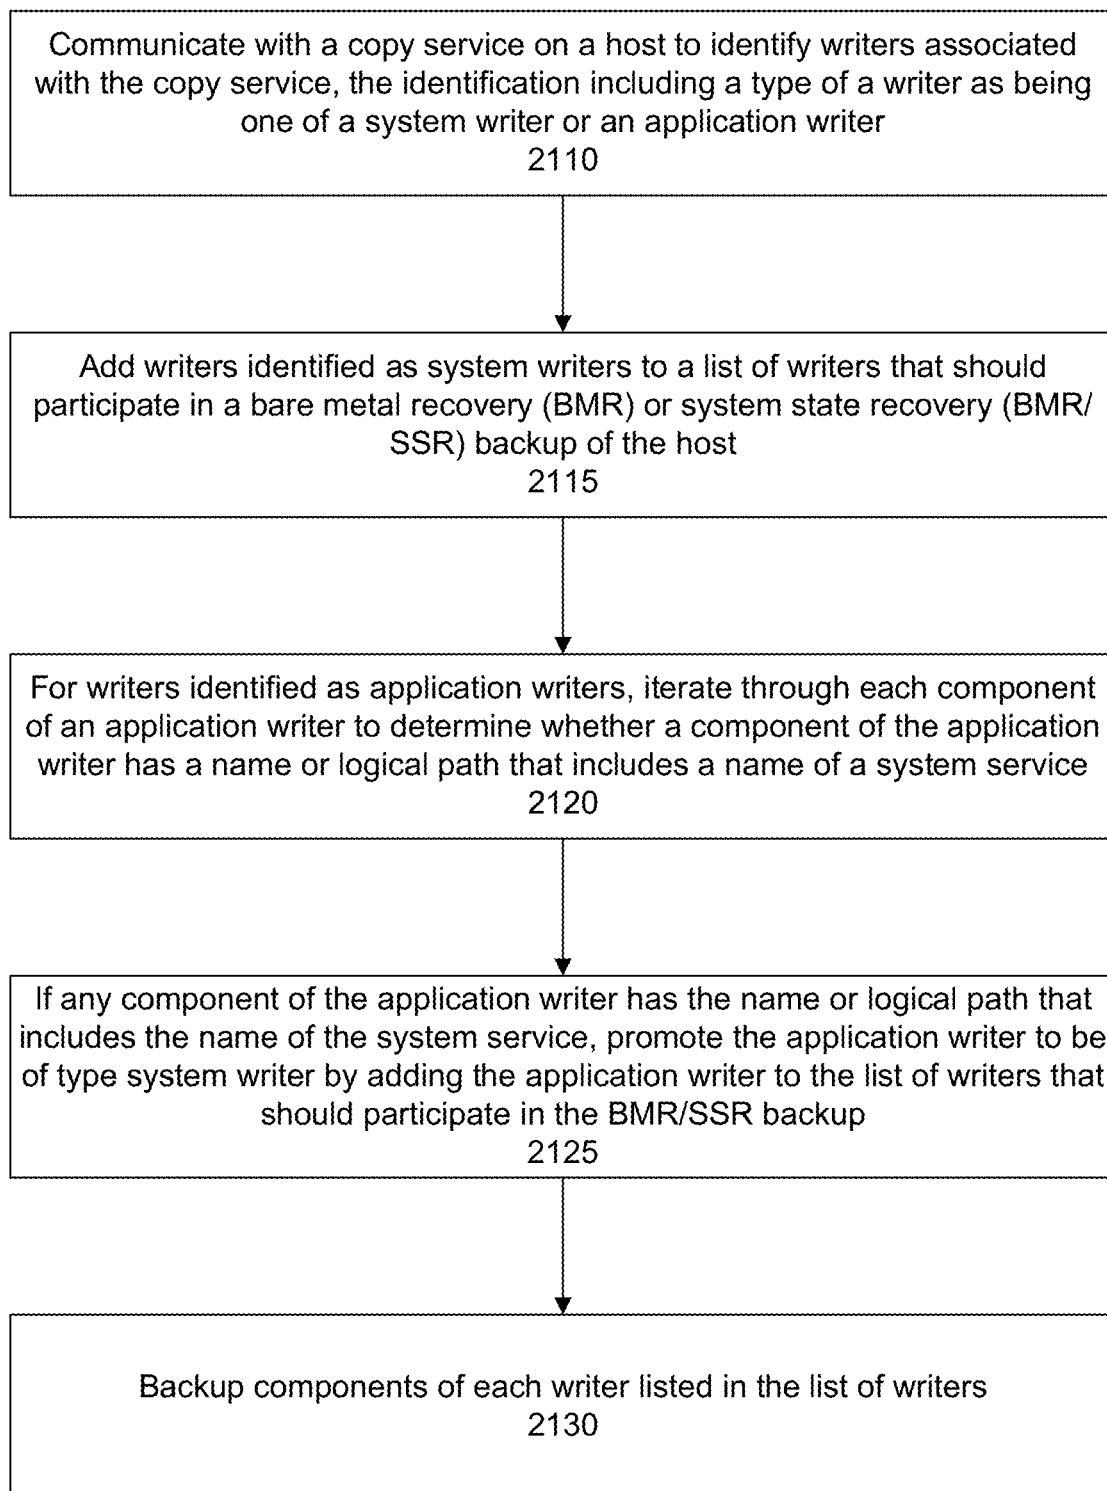 Communicate with a copy service on a host to identify writers associated
with the copy service, the identification including a type of a writer as being
one of a system writer or an application writer
2110
Add writers identified as system writers to a list of writers that should
participate in a bare metal recovery (BMR) or system state recovery (BMR/
SSR) backup of the host
2115
For writers identified as application writers, iterate through each component
of an application writer to determine whether a component of the application
writer has a name or logical path that includes a name of a system service
2120
If any component of the application writer has the name or logical path that
includes the name of the system service, promote the application writer to be
of type system writer by adding the application writer to the list of writers that
should participate in the BMR/SSR backup
2125
Backup components of each writer listed in the list of writers
2130